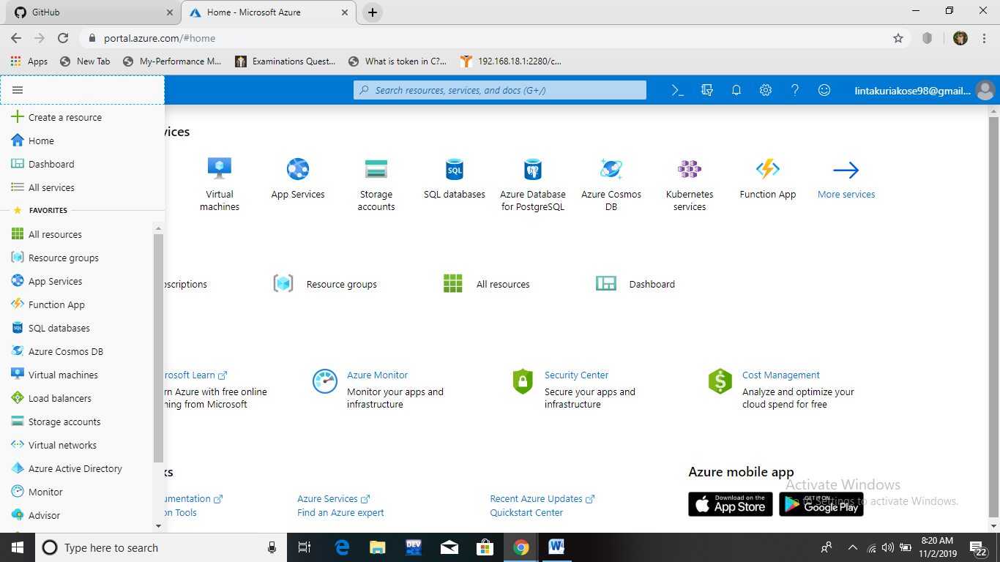 GitHub
Home - Microsoft Azure
portal.azure.com/#home
Apps
New Tab
My-Performance M...
Examinations Quest...
What is token in C?...
192.168.18.1:2280/c...
Search resources, services, and docs (G+/)
lintakuriakose98@gmail...
Create a resource
Home
Dashboard
All services
FAVORITES
All resources
Resource groups
App Services
Function App
SQL databases
Azure Cosmos DB
Virtual machines
Load balancers
Storage accounts
Virtual networks
Azure Active Directory
Monitor
Advisor
vices
Virtual
machines
App Services
Storage
accounts
SQL databases
Azure Database
for PostgreSQL
Azure Cosmos
DB
Kubernetes
services
Function App
More services
oscriptions
Resource groups
All resources
Dashboard
rosoft Learn
rn Azure with free online
ning from Microsoft
Azure Monitor
Monitor your apps and
infrastructure
Security Center
Secure your apps and
infrastructure
Cost Management
Analyze and optimize your
cloud spend for free
ks
umentation
on Tools
Azure Services
Find an Azure expert
Recent Azure Updates
Quickstart Center
Azure mobile app
Download on the
App Store
GET IT ON
Google Play
Activate Windows
Go to Settings to activate Windows.
Type here to search
DEV
W
8:20 AM
11/2/2019
22